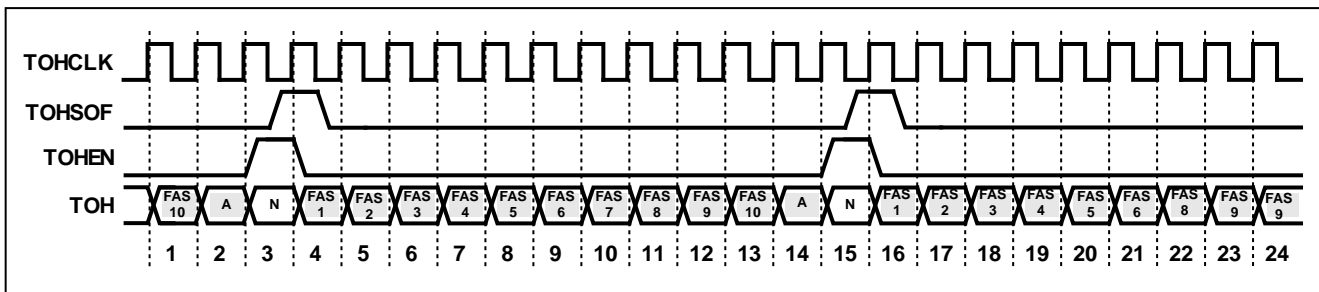 TOHCLK
TOHSOF
TOHEN
TOH FAS 10 A N FAS 1 FAS 2 FAS 3 FAS 4 FAS 5 FAS 6 FAS 7 FAS 8 FAS 9 FAS 10 A N FAS 1 FAS 2 FAS 3 FAS 4 FAS 5 FAS 6 FAS 8 FAS 9 FAS 9
1 2 3 4 5 6 7 8 9 10 11 12 13 14 15 16 17 18 19 20 21 22 23 24